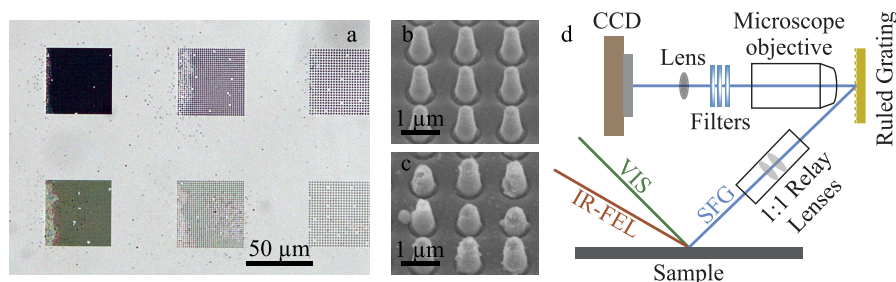 a
50 µm
b
1 µm
c
1 µm
d
CCD
Lens
Filters
Microscope
objective
Ruled Grating
VIS
IR-FEL
SFG
1:1 Relay
Lenses
Sample